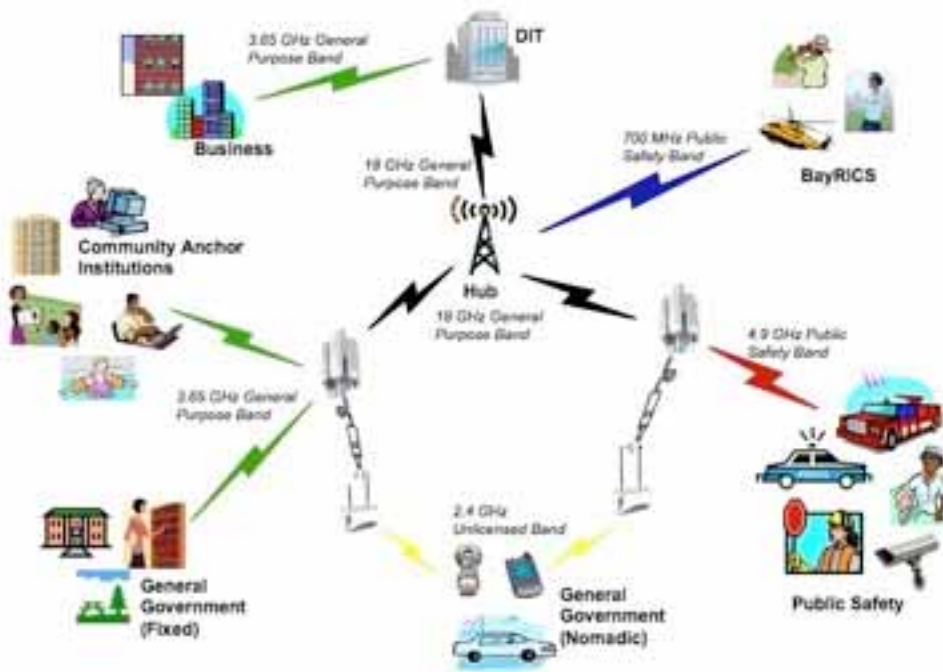 3.65 GHz General
Purpose Band
DIT
Business
18 GHz General
Purpose Band
700 MHz Public
Safety Band
BayRICS
Community Anchor
Institutions
Hub
18 GHz General
Purpose Band
4.9 GHz Public
Safety Band
3.65 GHz General
Purpose Band
2.4 GHz
Unlicensed Band
General
Government
(Fixed)
General
Government
(Nomadic)
Public Safety